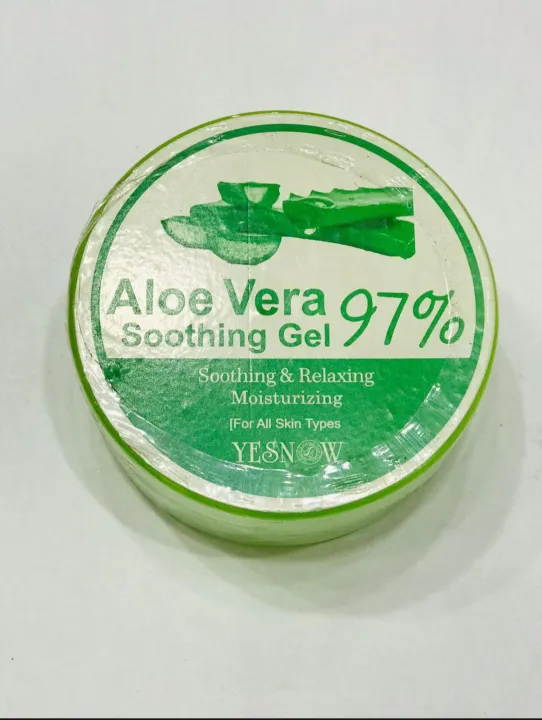 Aloe Vera 97%
Soothing Gel
Soothing & Relaxing
Moisturizing
[For All Skin Types
YESNOW